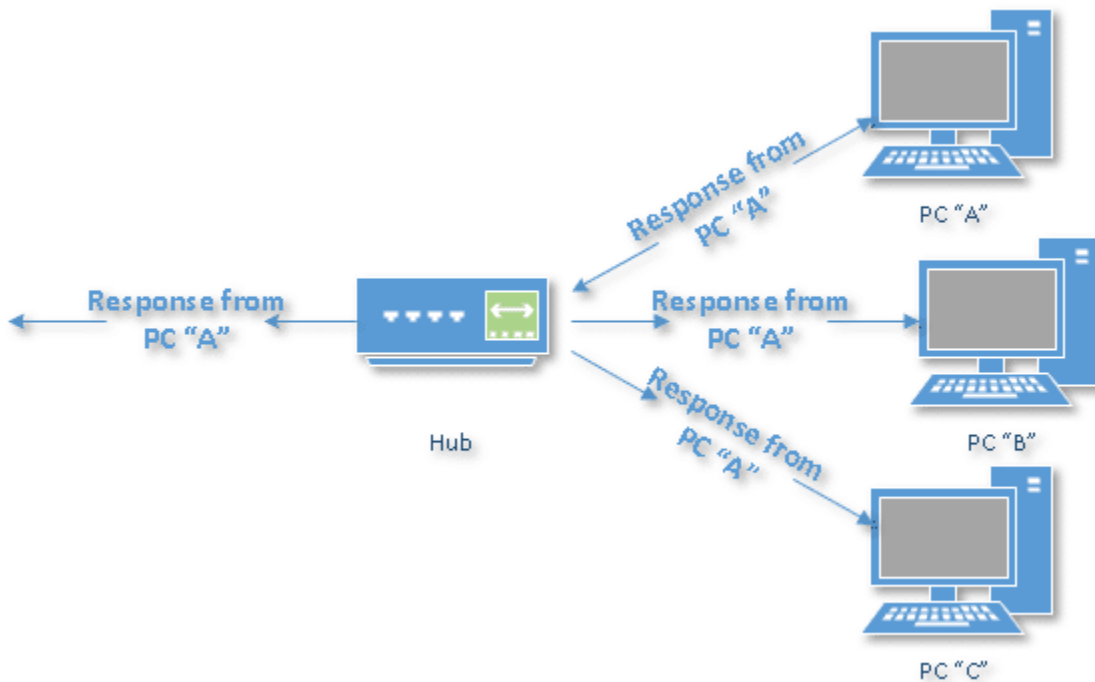 Response from
PC “A”
PC “A”
Response from
PC “A”
Response from
PC “A”
Hub
Response from
PC “A”
PC “B”
PC “C”